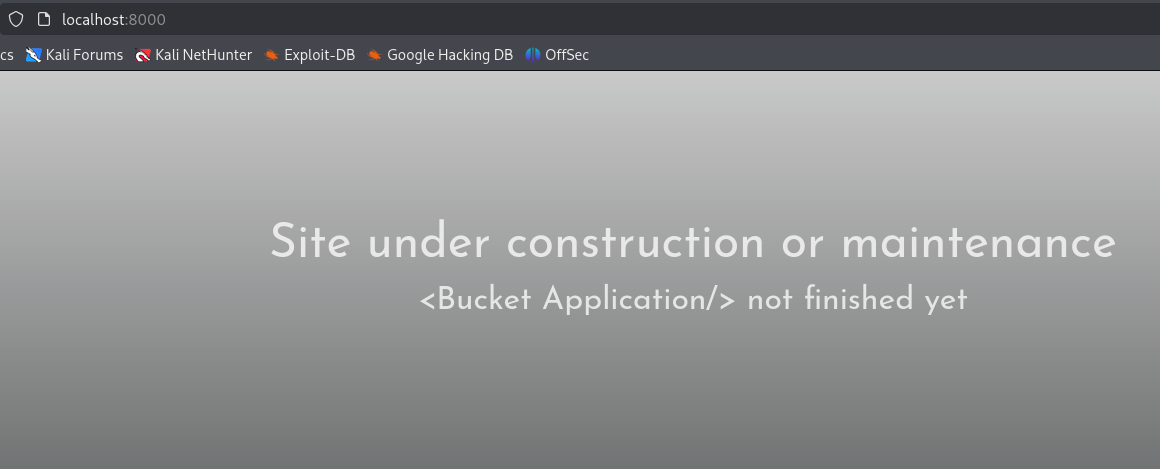 localhost:8000
cs Kali Forums Kali NetHunter Exploit-DB Google Hacking DB OffSec
Site under construction or maintenance
<Bucket Application/> not finished yet